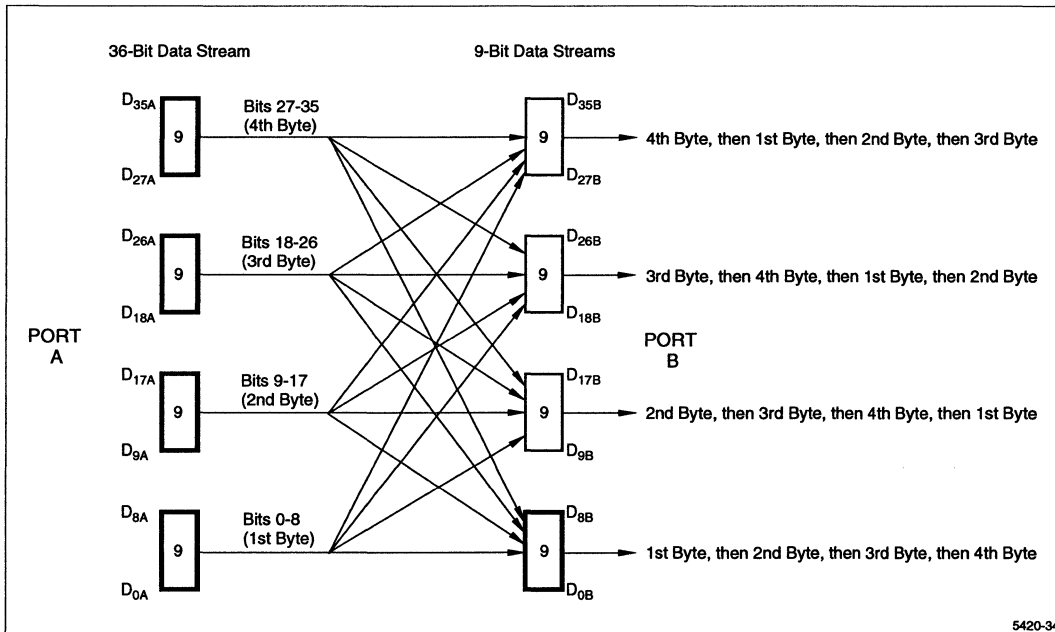 36-Bit Data Stream
9-Bit Data Streams
D35A
9
D27A
Bits 27-35
(4th Byte)
D35B
9
D27B
4th Byte, then 1st Byte, then 2nd Byte, then 3rd Byte
D26A
9
D18A
Bits 18-26
(3rd Byte)
D26B
9
D18B
3rd Byte, then 4th Byte, then 1st Byte, then 2nd Byte
PORT
A
PORT
B
D17A
9
D9A
Bits 9-17
(2nd Byte)
D17B
9
D9B
2nd Byte, then 3rd Byte, then 4th Byte, then 1st Byte
D8A
9
D0A
Bits 0-8
(1st Byte)
D8B
9
D0B
1st Byte, then 2nd Byte, then 3rd Byte, then 4th Byte
5420-34